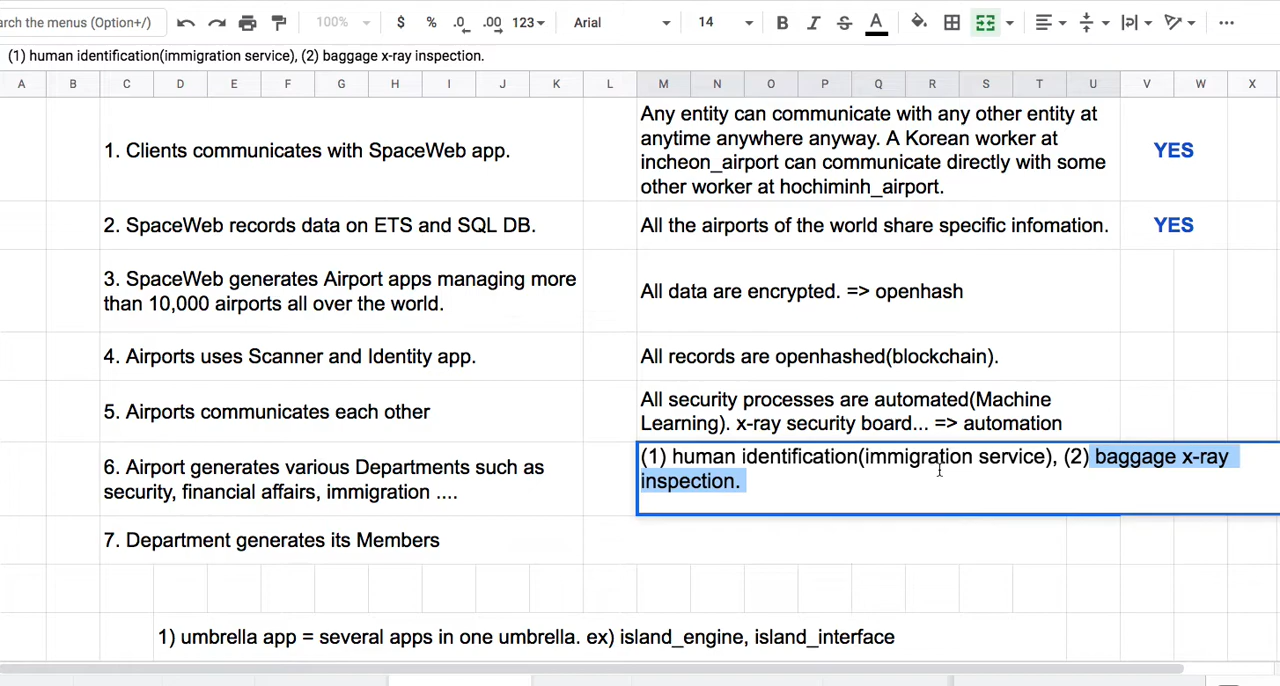 arch the menus (Option+/)
100%
$ % .0 .00 123
Arial
14
B I S A
(1) human identification(immigration service), (2) baggage x-ray inspection.
A B C D E F G H I J K L M N O P Q R S T U V W X
1. Clients communicates with SpaceWeb app.
Any entity can communicate with any other entity at
anytime anywhere anyway. A Korean worker at
incheon_airport can communicate directly with some
other worker at hochiminh_airport.
YES
2. SpaceWeb records data on ETS and SQL DB.
All the airports of the world share specific infomation.
YES
3. SpaceWeb generates Airport apps managing more
than 10,000 airports all over the world.
All data are encrypted. => openhash
4. Airports uses Scanner and Identity app.
All records are openhashed(blockchain).
5. Airports communicates each other
All security processes are automated(Machine
Learning). x-ray security board... => automation
6. Airport generates various Departments such as
security, financial affairs, immigration ....
(1) human identification(immigration service), (2) baggage x-ray
inspection.
7. Department generates its Members
1) umbrella app = several apps in one umbrella. ex) island_engine, island_interface